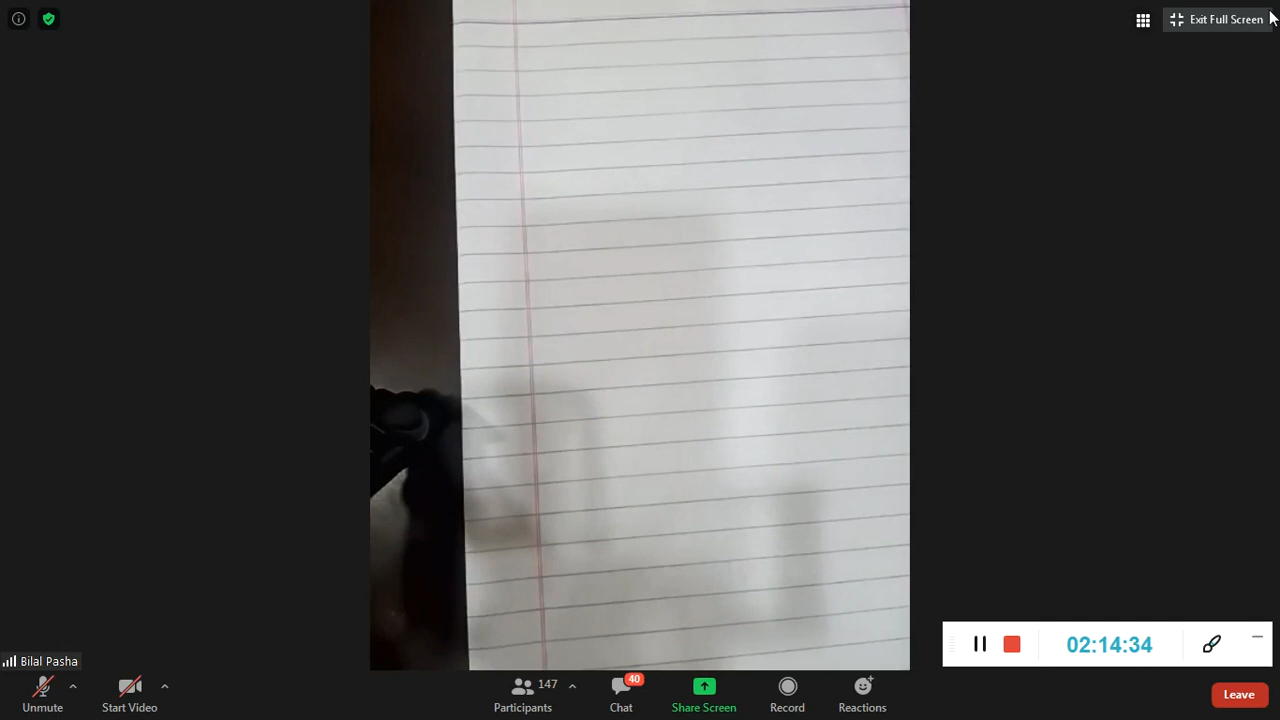 Exit Full Screen
Bilal Pasha
02:14:34
Unmute
Start Video
147
Participants
40
Chat
Share Screen
Record
Reactions
Leave